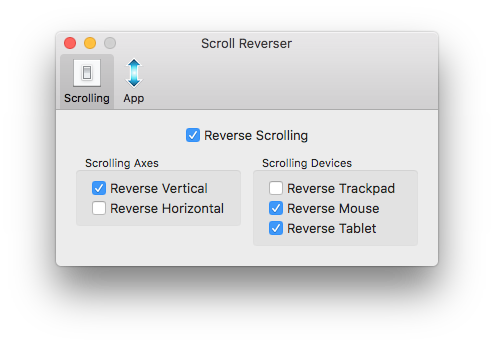 Scroll Reverser
Scrolling App
Reverse Scrolling
Scrolling Axes
Reverse Vertical
Reverse Horizontal
Scrolling Devices
Reverse Trackpad
Reverse Mouse
Reverse Tablet